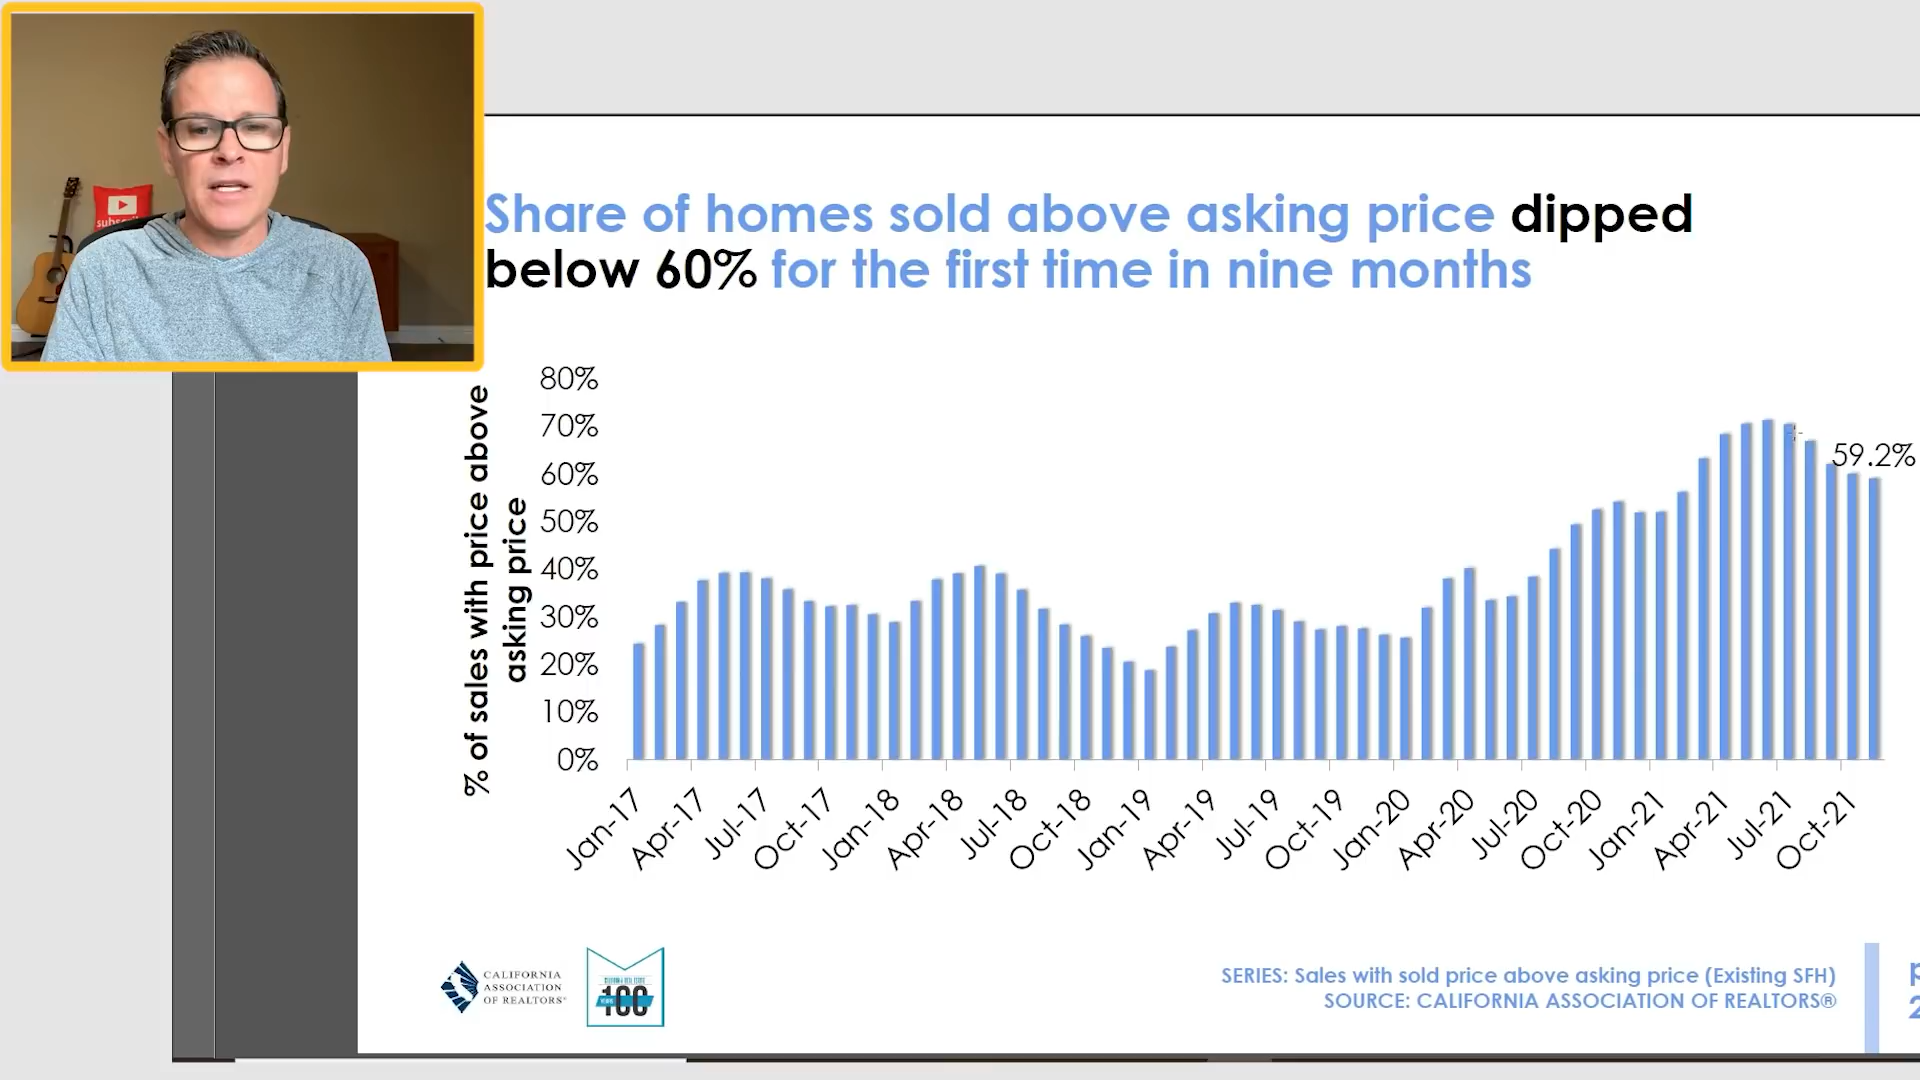 subscri
Share of homes sold above asking price dipped
below 60% for the first time in nine months
% of sales with price above
asking price
80%
70%
60%
50%
40%
30%
20%
10%
0%
59.2%
Jan-17
Apr-17
Jul-17
Oct-17
Jan-18
Apr-18
Jul-18
Oct-18
Jan-19
Apr-19
Jul-19
Oct-19
Jan-20
Apr-20
Jul-20
Oct-20
Jan-21
Apr-21
Jul-21
Oct-21
CALIFORNIA
ASSOCIATION
OF REALTORS®
100
SERIES: Sales with sold price above asking price (Existing SFH)
SOURCE: CALIFORNIA ASSOCIATION OF REALTORS®